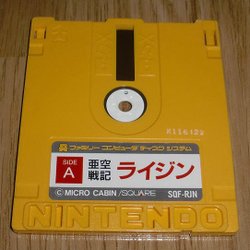 ファミリー コンピュータ ディスク システム
SIDE
A
亜空
戦記
ライジン
© MICRO CABIN/SQUARE SQF-RJN
NINTENDO